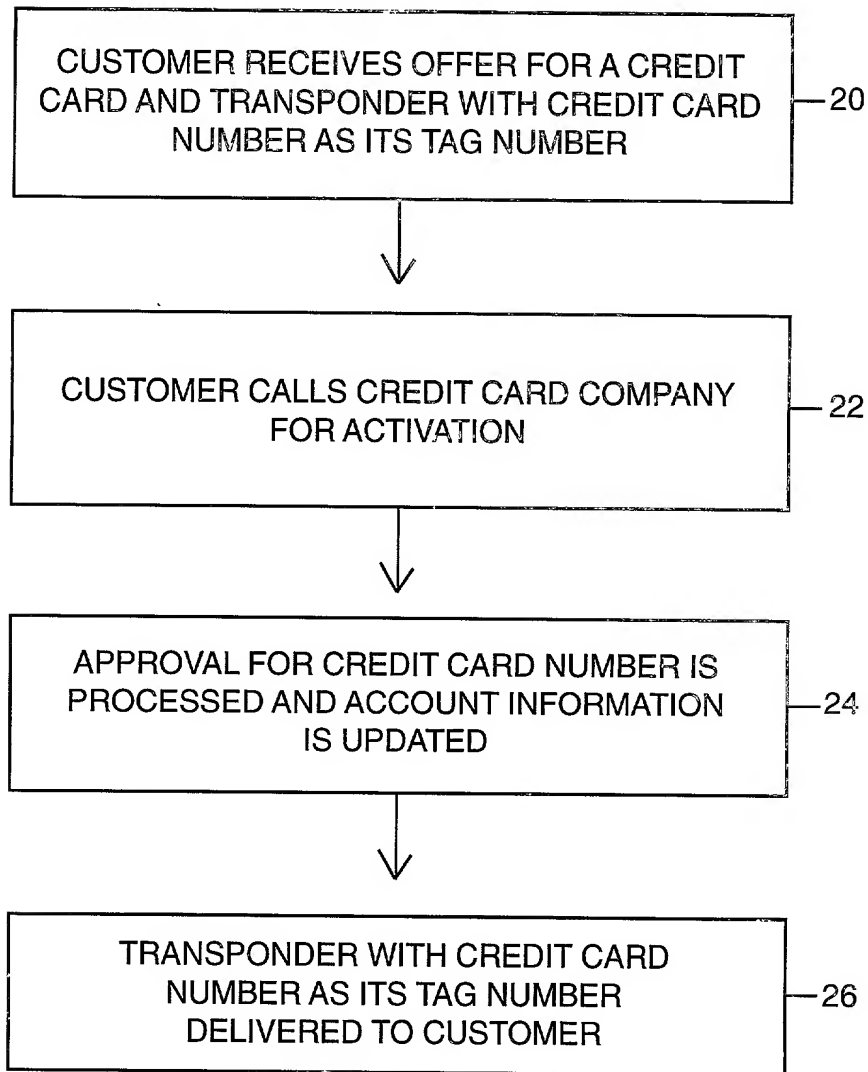 CUSTOMER RECEIVES OFFER FOR A CREDIT
CARD AND TRANSPONDER WITH CREDIT CARD
NUMBER AS ITS TAG NUMBER
20
CUSTOMER CALLS CREDIT CARD COMPANY
FOR ACTIVATION
22
APPROVAL FOR CREDIT CARD NUMBER IS
PROCESSED AND ACCOUNT INFORMATION
IS UPDATED
24
TRANSPONDER WITH CREDIT CARD
NUMBER AS ITS TAG NUMBER
DELIVERED TO CUSTOMER
26